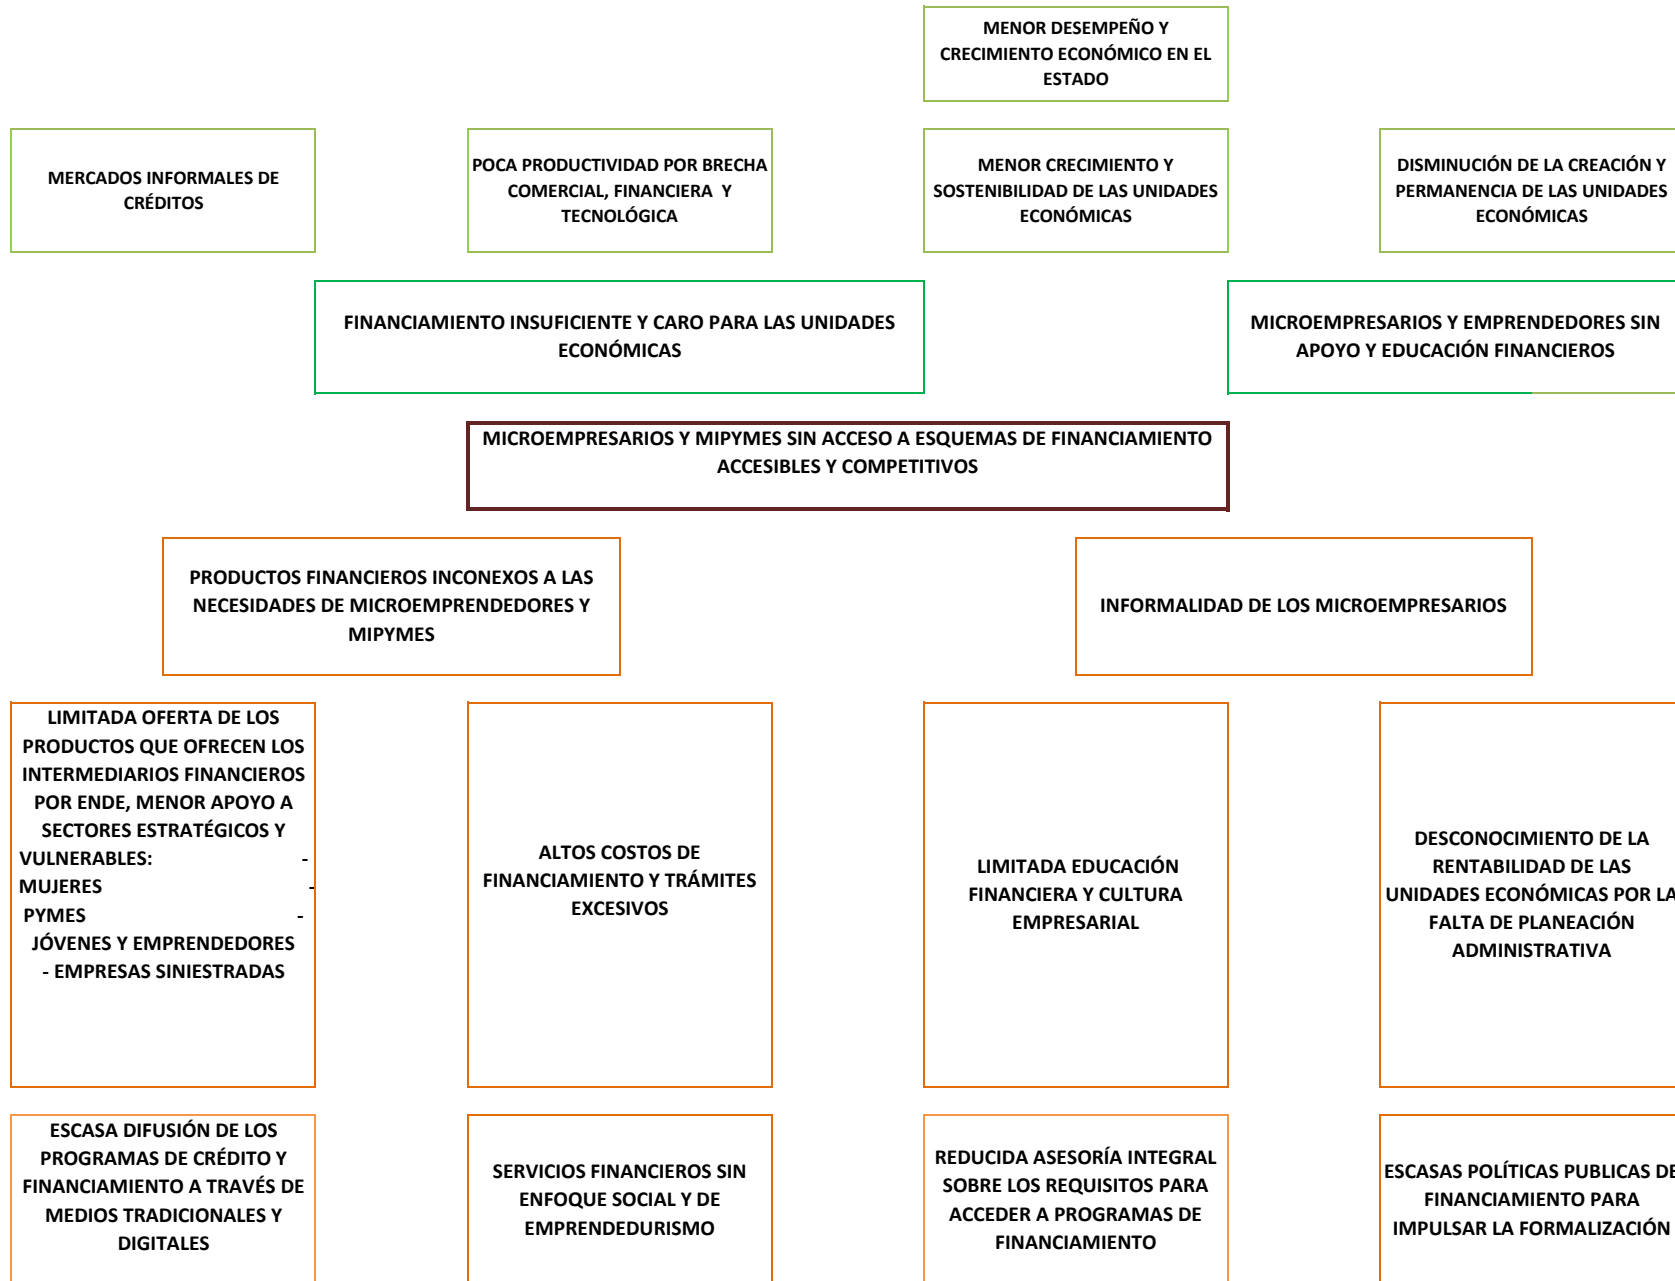 MENOR DESEMPEÑO Y
CRECIMIENTO ECONÓMICO EN EL
ESTADO
MERCADOS INFORMALES DE
CRÉDITOS
POCA PRODUCTIVIDAD POR BRECHA
COMERCIAL, FINANCIERA Y
TECNOLÓGICA
MENOR CRECIMIENTO Y
SOSTENIBILIDAD DE LAS UNIDADES
ECONÓMICAS
DISMINUCIÓN DE LA CREACIÓN Y
PERMANENCIA DE LAS UNIDADES
ECONÓMICAS
FINANCIAMIENTO INSUFICIENTE Y CARO PARA LAS UNIDADES
ECONÓMICAS
MICROEMPRESARIOS Y EMPRENDEDORES SIN
APOYO Y EDUCACIÓN FINANCIEROS
MICROEMPRESARIOS Y MIPYMES SIN ACCESO A ESQUEMAS DE FINANCIAMIENTO
ACCESIBLES Y COMPETITIVOS
PRODUCTOS FINANCIEROS INCONEXOS A LAS
NECESIDADES DE MICROEMPRENDEDORES Y
MIPYMES
INFORMALIDAD DE LOS MICROEMPRESARIOS
LIMITADA OFERTA DE LOS
PRODUCTOS QUE OFRECEN LOS
INTERMEDIARIOS FINANCIEROS
POR ENDE, MENOR APOYO A
SECTORES ESTRATÉGICOS Y
VULNERABLES: -
MUJERES -
PYMES -
JÓVENES Y EMPRENDEDORES
- EMPRESAS SINIESTRADAS
ALTOS COSTOS DE
FINANCIAMIENTO Y TRÁMITES
EXCESIVOS
LIMITADA EDUCACIÓN
FINANCIERA Y CULTURA
EMPRESARIAL
DESCONOCIMIENTO DE LA
RENTABILIDAD DE LAS
UNIDADES ECONÓMICAS POR LA
FALTA DE PLANEACIÓN
ADMINISTRATIVA
ESCASA DIFUSIÓN DE LOS
PROGRAMAS DE CRÉDITO Y
FINANCIAMIENTO A TRAVÉS DE
MEDIOS TRADICIONALES Y
DIGITALES
SERVICIOS FINANCIEROS SIN
ENFOQUE SOCIAL Y DE
EMPRENDEDURISMO
REDUCIDA ASESORÍA INTEGRAL
SOBRE LOS REQUISITOS PARA
ACCEDER A PROGRAMAS DE
FINANCIAMIENTO
ESCASAS POLÍTICAS PUBLICAS DE
FINANCIAMIENTO PARA
IMPULSAR LA FORMALIZACIÓN